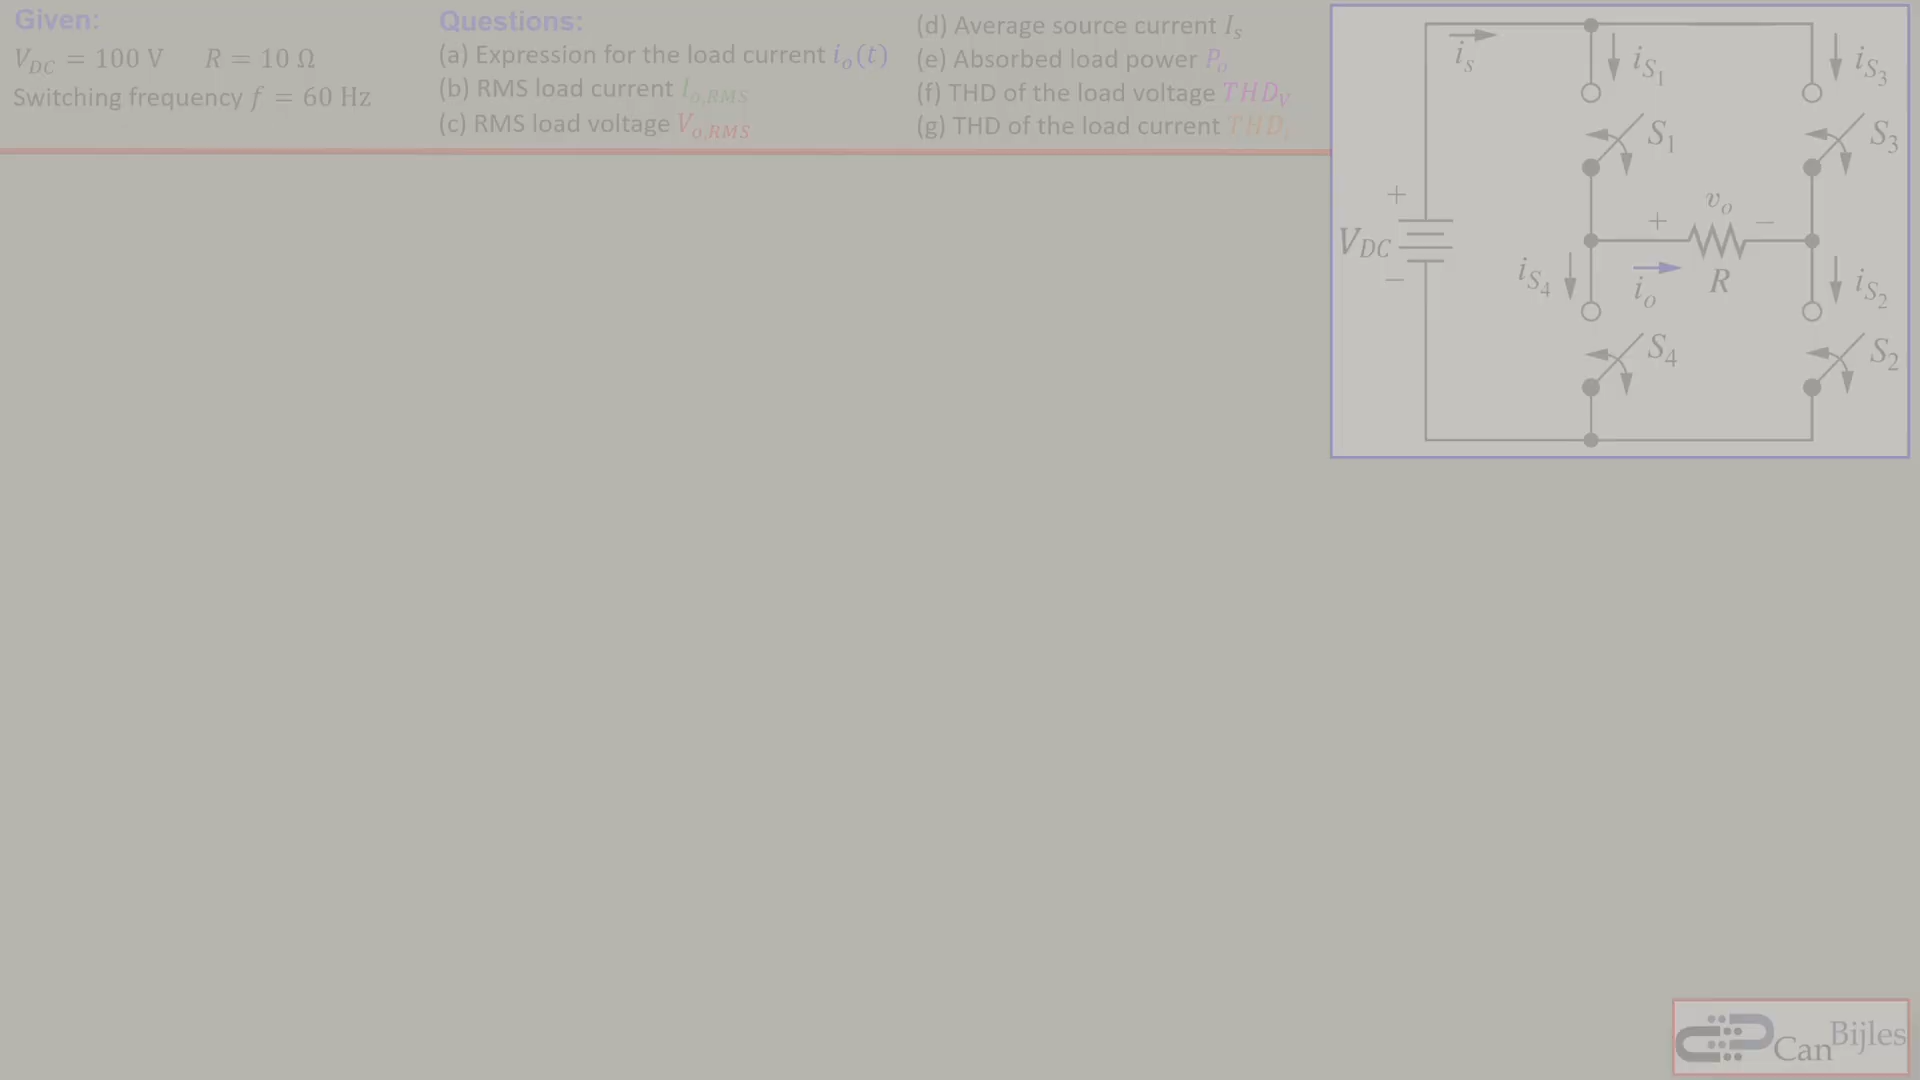 Given:
V_DC = 100 V R = 10 Ω
Switching frequency f = 60 Hz
Questions:
(a) Expression for the load current i_o(t)
(b) RMS load current I_o,RMS
(c) RMS load voltage V_o,RMS
(d) Average source current I_s
(e) Absorbed load power P_o
(f) THD of the load voltage THD_V
(g) THD of the load current THD_I
i_s
i_S1
i_S3
S_1
S_3
+
v_o
+ −
V_DC
−
i_S4
i_o
R
i_S2
S_4
S_2
Can Bijles